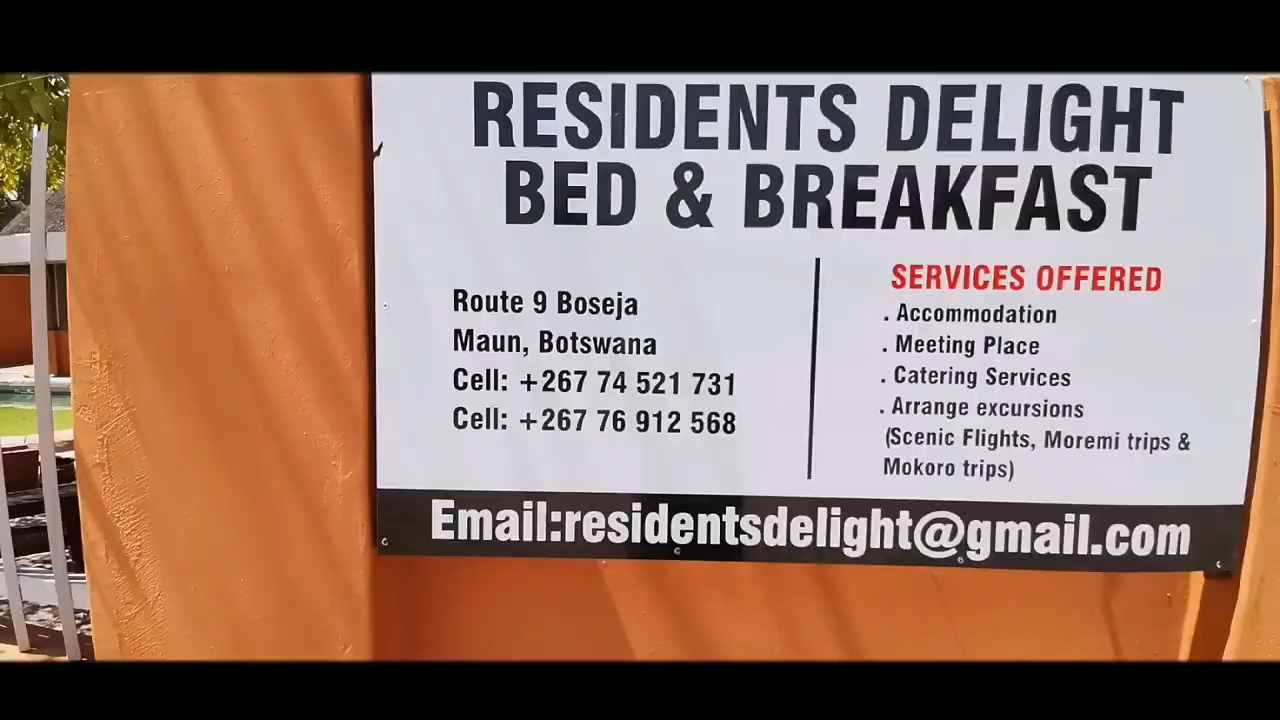 RESIDENTS DELIGHT
BED & BREAKFAST
Route 9 Boseja
Maun, Botswana
Cell: +267 74 521 731
Cell: +267 76 912 568
SERVICES OFFERED
. Accommodation
. Meeting Place
. Catering Services
. Arrange excursions
(Scenic Flights, Moremi trips &
Mokoro trips)
Email:residentsdelight@gmail.com